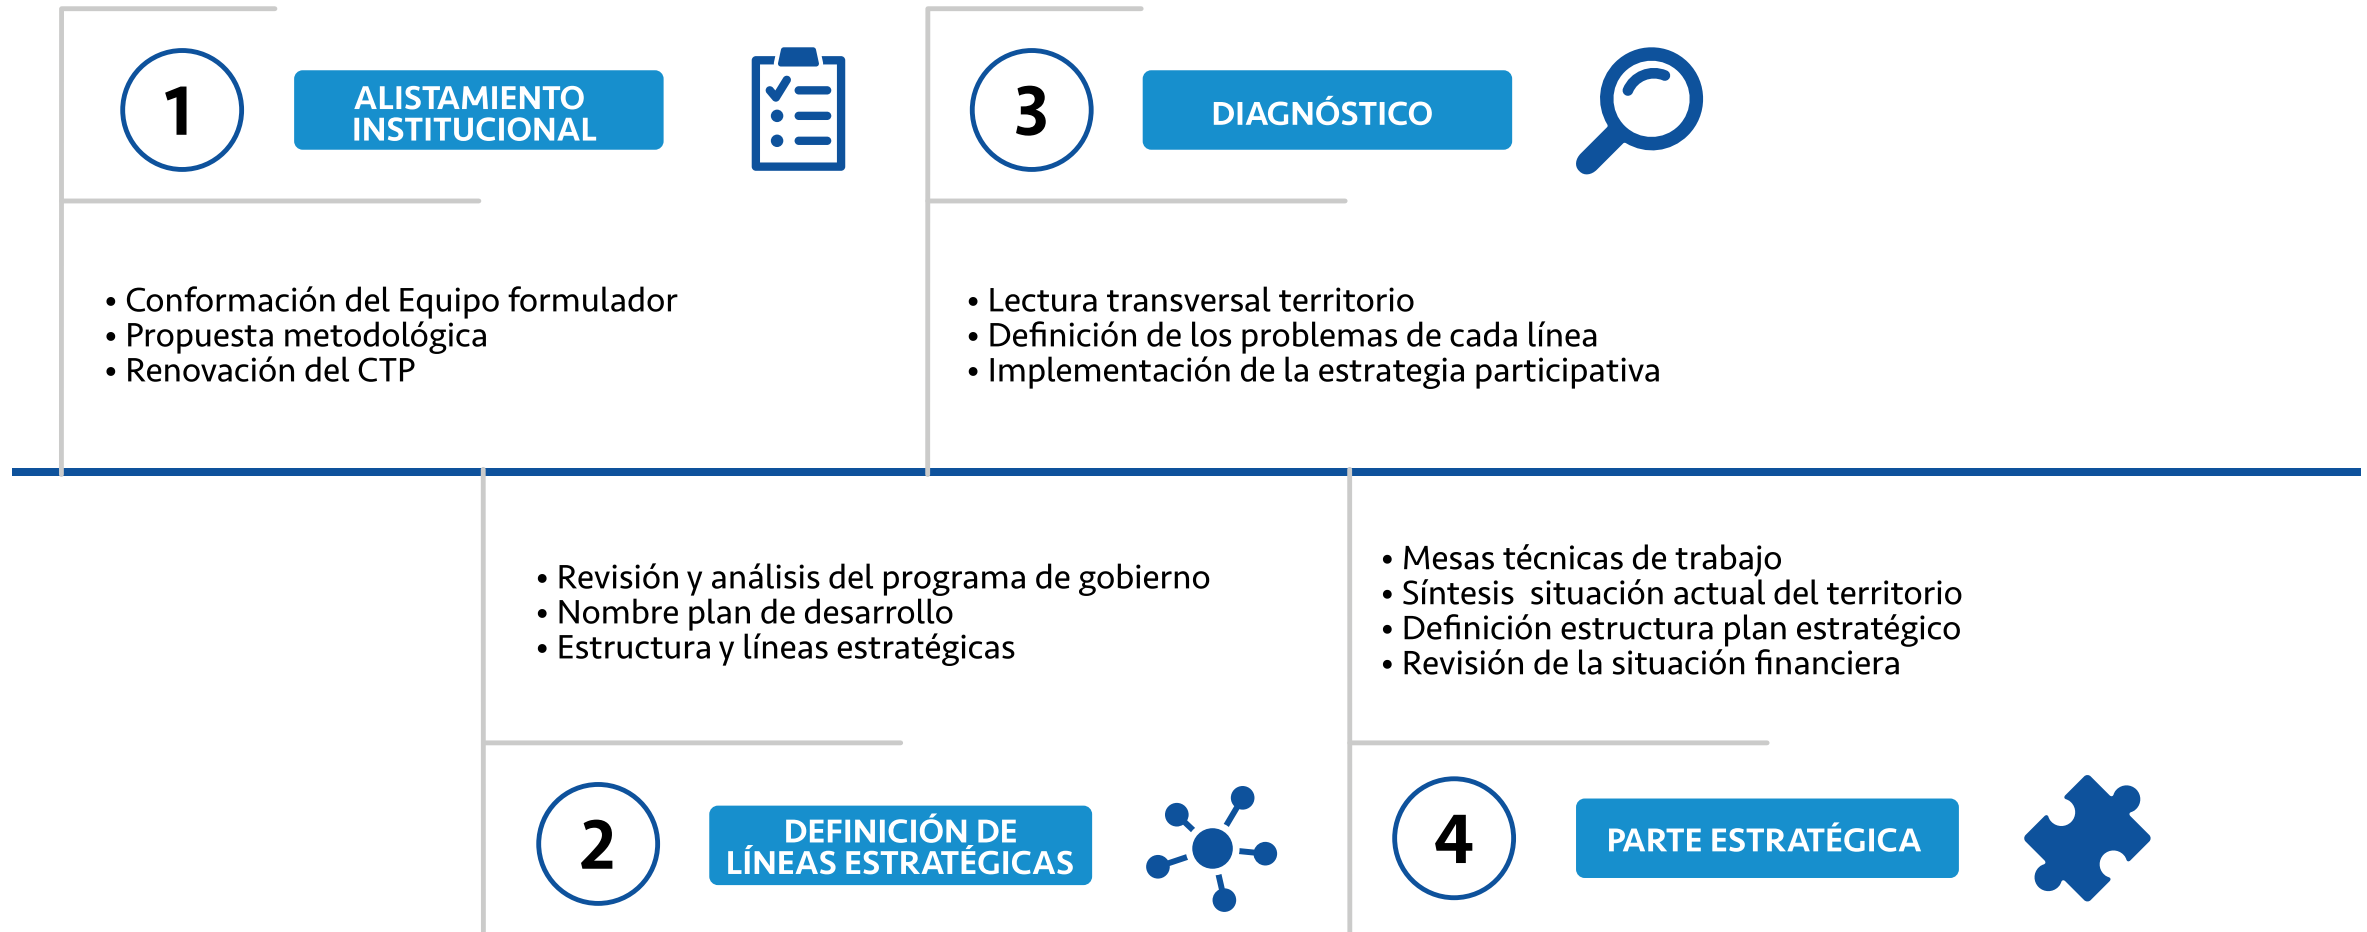 1
ALISTAMIENTO
INSTITUCIONAL
• Conformación del Equipo formulador
• Propuesta metodológica
• Renovación del CTP
2
DEFINICIÓN DE
LÍNEAS ESTRATÉGICAS
• Revisión y análisis del programa de gobierno
• Nombre plan de desarrollo
• Estructura y líneas estratégicas
3
DIAGNÓSTICO
• Lectura transversal territorio
• Definición de los problemas de cada línea
• Implementación de la estrategia participativa
4
PARTE ESTRATÉGICA
• Mesas técnicas de trabajo
• Síntesis  situación actual del territorio
• Definición estructura plan estratégico
• Revisión de la situación financiera